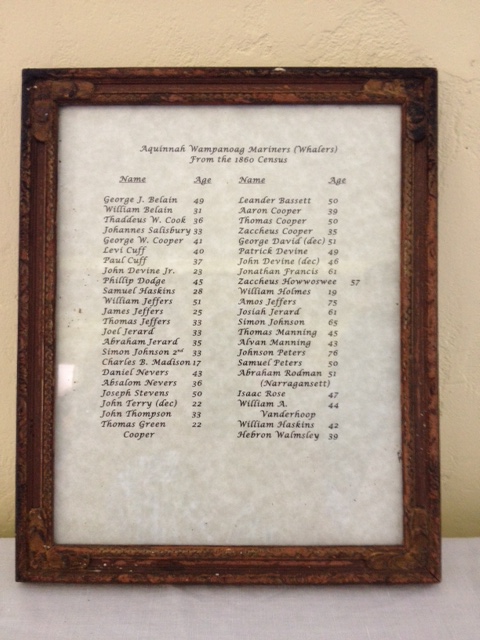 Aquinnah Wampanoag Mariners (Whalers)
From the 1860 Census
Name Age
George J. Belain 49
William Belain 31
Thaddeus W. Cook 36
Johannes Salisbury 33
George W. Cooper 41
Levi Cuff 40
Paul Cuff 37
John Devine Jr. 23
Phillip Dodge 45
Samuel Haskins 28
William Jeffers 51
James Jeffers 25
Thomas Jeffers 33
Joel Jerard 33
Abraham Jerard 35
Simon Johnson 2nd 33
Charles B. Madison 17
Daniel Nevers 43
Absalom Nevers 36
Joseph Stevens 50
John Terry (dec) 22
John Thompson 33
Thomas Green 22
Cooper
Name Age
Leander Bassett 50
Aaron Cooper 39
Thomas Cooper 50
Zaccheus Cooper 35
George David (dec) 51
Patrick Devine 49
John Devine (dec) 46
Jonathan Francis 61
Zaccheus Howwoswee 57
William Holmes 19
Amos Jeffers 75
Josiah Jerard 61
Simon Johnson 65
Thomas Manning 45
Alvan Manning 43
Johnson Peters 76
Samuel Peters 50
Abraham Rodman 51
(Narragansett)
Isaac Rose 47
William A. 44
Vanderhoop
William Haskins 42
Hebron Walmsley 39